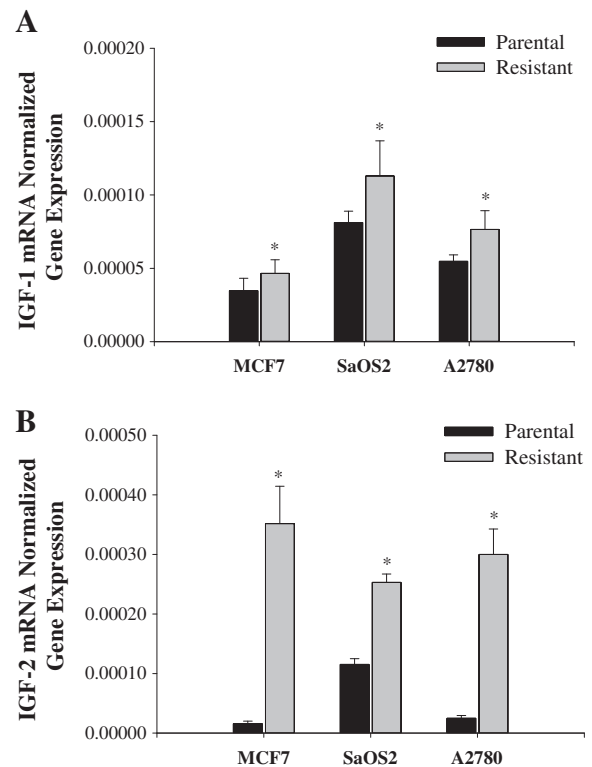 A
IGF-1 mRNA Normalized
Gene Expression
0.00020
0.00015
0.00010
0.00005
0.00000
Parental
Resistant
*
*
*
MCF7
SaOS2
A2780
B
IGF-2 mRNA Normalized
Gene Expression
0.00050
0.00040
0.00030
0.00020
0.00010
0.00000
Parental
Resistant
*
*
*
MCF7
SaOS2
A2780